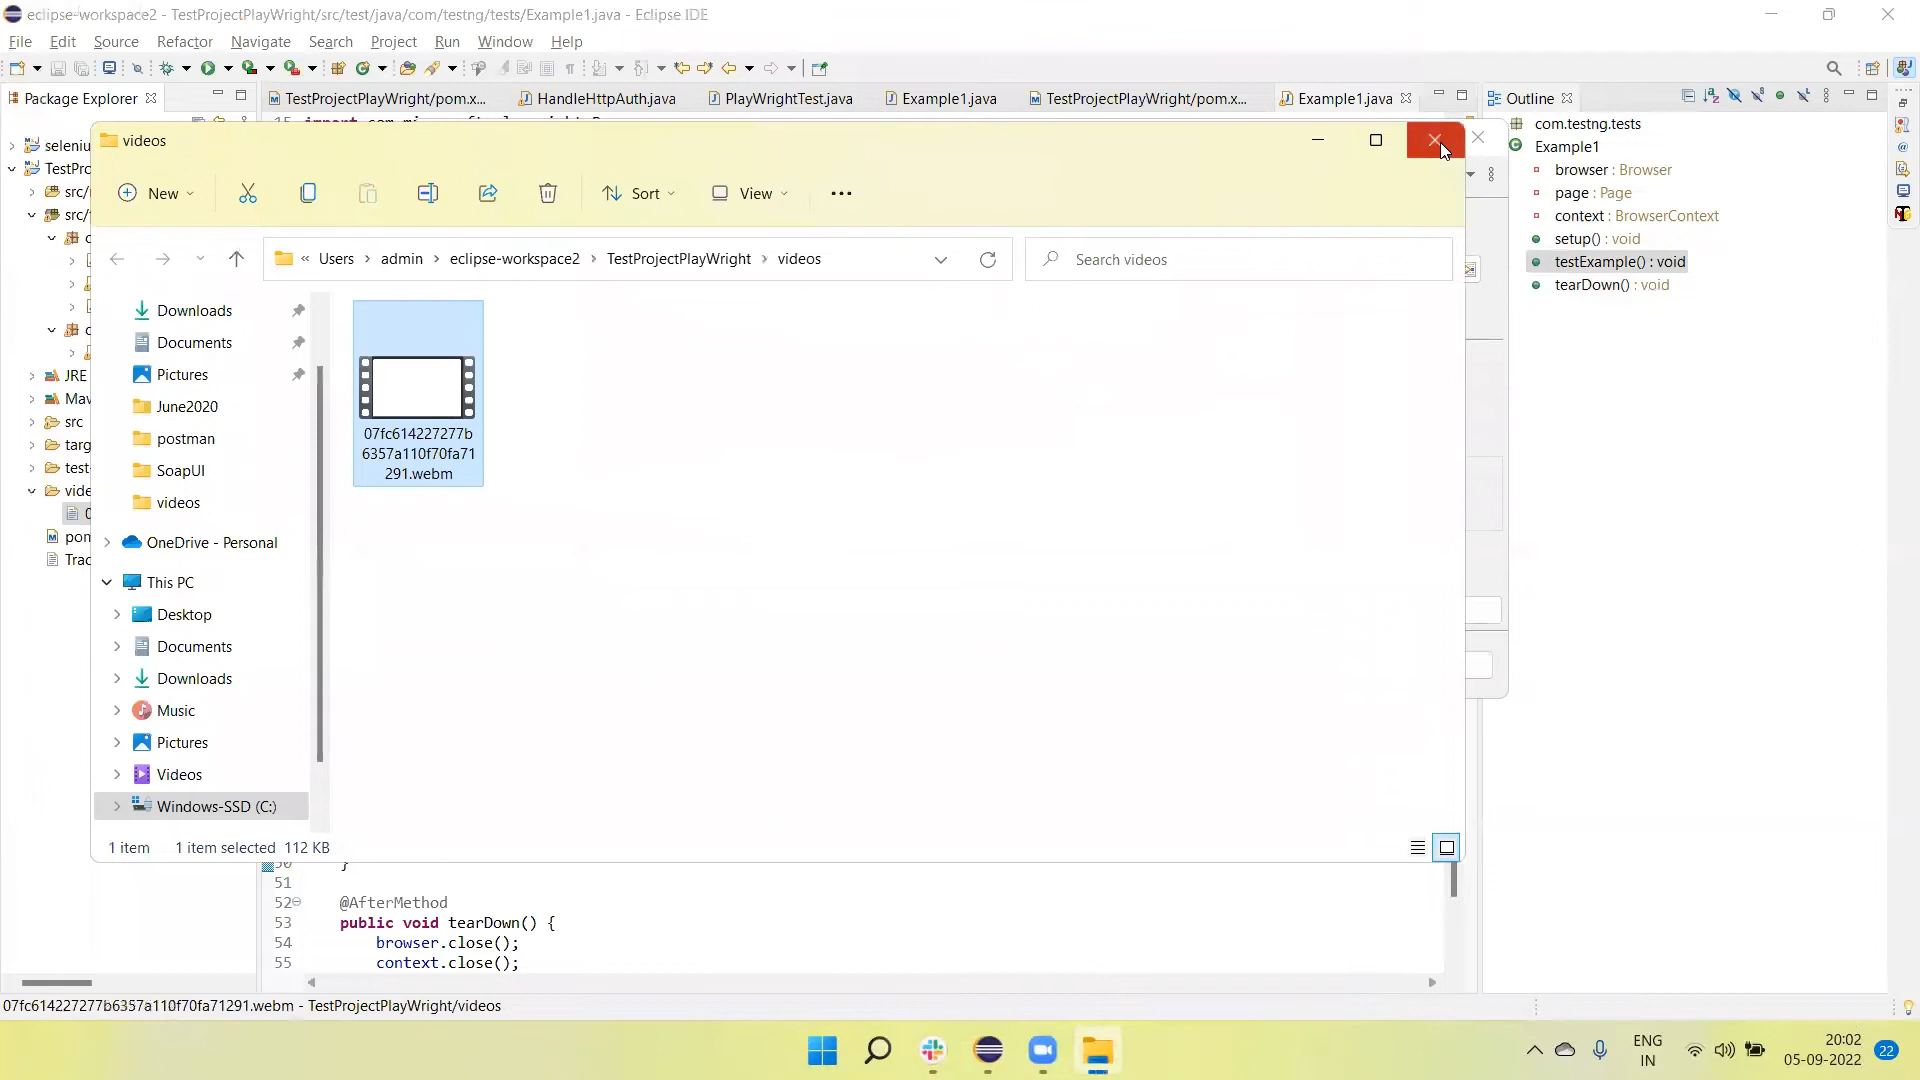 eclipse-workspace2 - TestProjectPlayWright/src/test/java/com/testng/tests/Example1.java - Eclipse IDE
File Edit Source Refactor Navigate Search Project Run Window Help
Package Explorer
TestProjectPlayWright/pom.x...
HandleHttpAuth.java
PlayWrightTest.java
Example1.java
TestProjectPlayWright/pom.x...
Example1.java
Outline
15
videos
New
Sort
View
« Users > admin > eclipse-workspace2 > TestProjectPlayWright > videos
Search videos
seleniu
TestPro
src/
src/
JRE
Mav
src
targ
test-
vide
0
pon
Trac
Downloads
Documents
Pictures
June2020
postman
SoapUI
videos
OneDrive - Personal
This PC
Desktop
Documents
Downloads
Music
Pictures
Videos
Windows-SSD (C:)
07fc614227277b
6357a110f70fa71
291.webm
1 item 1 item selected 112 KB
com.testng.tests
Example1
browser : Browser
page : Page
context : BrowserContext
setup() : void
testExample() : void
tearDown() : void
50 }
51
52 @AfterMethod
53 public void tearDown() {
54 browser.close();
55 context.close();
07fc614227277b6357a110f70fa71291.webm - TestProjectPlayWright/videos
ENG
IN
20:02
05-09-2022
22